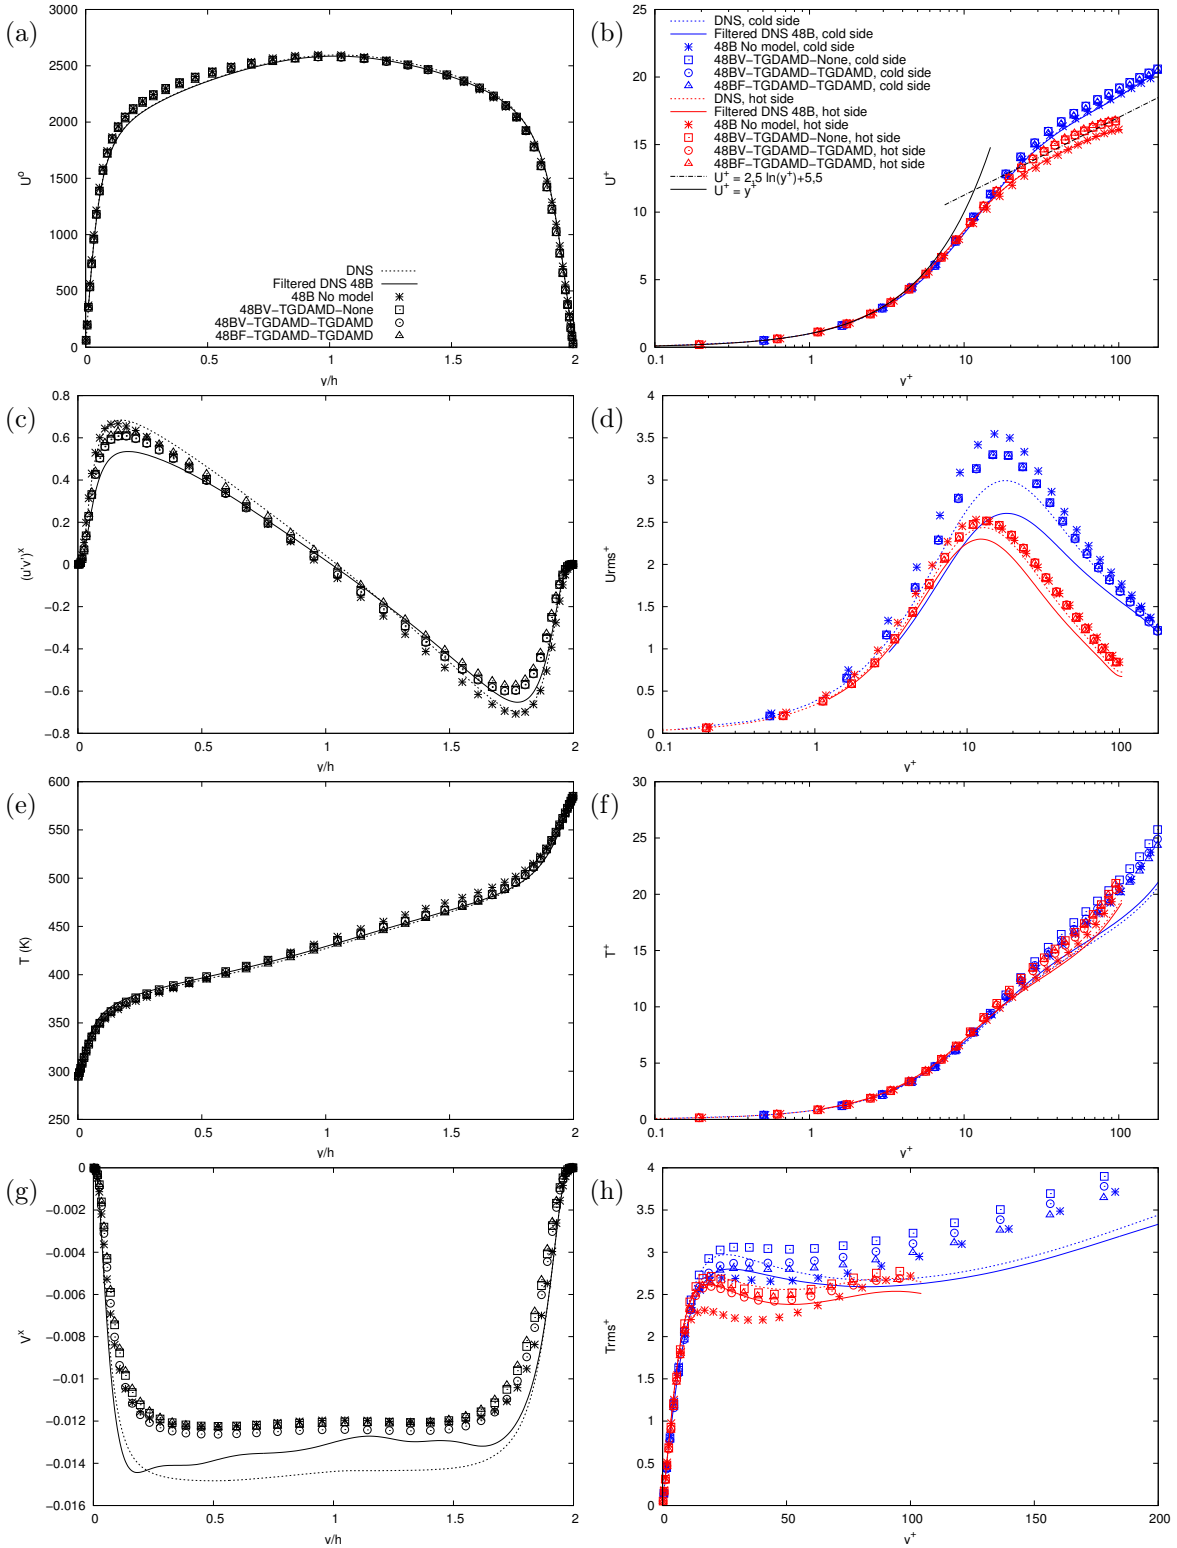 (a)
3000
2500
2000
1500
1000
500
0
U°
DNS
Filtered DNS 48B
48B No model
48BV−TGDAMD−None
48BV−TGDAMD−TGDAMD
48BF−TGDAMD−TGDAMD
0 0.5 1 1.5 2
y/h
(b)
25
20
15
10
5
0
U+
DNS, cold side
Filtered DNS 48B, cold side
48B No model, cold side
48BV−TGDAMD−None, cold side
48BV−TGDAMD−TGDAMD, cold side
48BF−TGDAMD−TGDAMD, cold side
DNS, hot side
Filtered DNS 48B, hot side
48B No model, hot side
48BV−TGDAMD−None, hot side
48BV−TGDAMD−TGDAMD, hot side
48BF−TGDAMD−TGDAMD, hot side
U+ = 2,5 ln(y+)+5,5
U+ = y+
0.1 1 10 100
y+
(c)
0.8
0.6
0.4
0.2
0
−0.2
−0.4
−0.6
−0.8
(u'v')x
0 0.5 1 1.5 2
y/h
(d)
4
3.5
3
2.5
2
1.5
1
0.5
0
Urms+
0.1 1 10 100
y+
(e)
600
550
500
450
400
350
300
250
T (K)
0 0.5 1 1.5 2
y/h
(f)
30
25
20
15
10
5
0
T+
0.1 1 10 100
y+
(g)
0
−0.002
−0.004
−0.006
−0.008
−0.01
−0.012
−0.014
−0.016
Vx
0 0.5 1 1.5 2
y/h
(h)
4
3.5
3
2.5
2
1.5
1
0.5
0
Trms+
0 50 100 150 200
y+